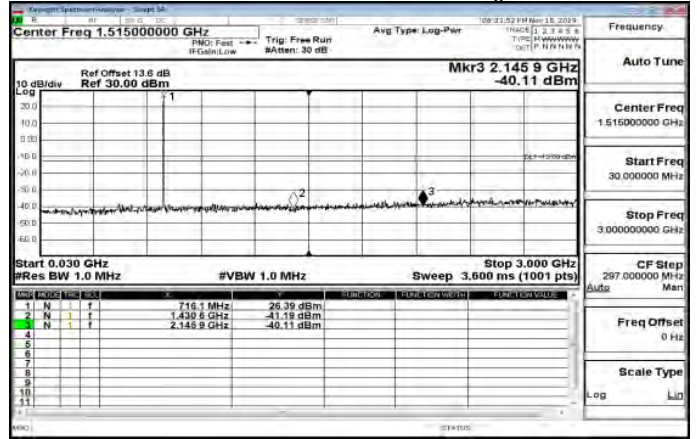 Keysight Spectrum Analyzer - Swept SA
Center Freq 1.515000000 GHz
PNO: Fast
IFGain:Low
Trig: Free Run
#Atten: 30 dB
Avg Type: Log-Pwr
08:33:52 PM Nov 18, 2019
TRACE 1 2 3 4 5 6
TYPE M WWWWW
DET P N N N N N
Frequency
Auto Tune
Ref Offset 13.6 dB
Ref 30.00 dBm
10 dB/div
Log
Mkr3 2.145 9 GHz
-40.11 dBm
20.0
10.0
0.00
-10.0
-20.0
-30.0
-40.0
-50.0
-60.0
1
2
3
DL1 -13.00 dBm
Center Freq
1.515000000 GHz
Start Freq
30.000000 MHz
Stop Freq
3.000000000 GHz
Start 0.030 GHz
#Res BW 1.0 MHz
#VBW 1.0 MHz
Stop 3.000 GHz
Sweep 3.600 ms (1001 pts)
CF Step
297.000000 MHz
Auto Man
MKR MODE TRC SCL X Y FUNCTION FUNCTION WIDTH FUNCTION VALUE
1 N 1 f 716.1 MHz 26.39 dBm
2 N 1 f 1.430 6 GHz -41.19 dBm
3 N 1 f 2.145 9 GHz -40.11 dBm
4
5
6
7
8
9
10
11
Freq Offset
0 Hz
Scale Type
Log Lin
MSG
STATUS